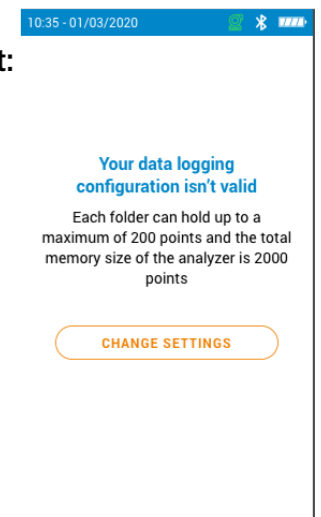 10:35 - 01/03/2020
t:
Your data logging
configuration isn't valid
Each folder can hold up to a
maximum of 200 points and the total
memory size of the analyzer is 2000
points
CHANGE SETTINGS